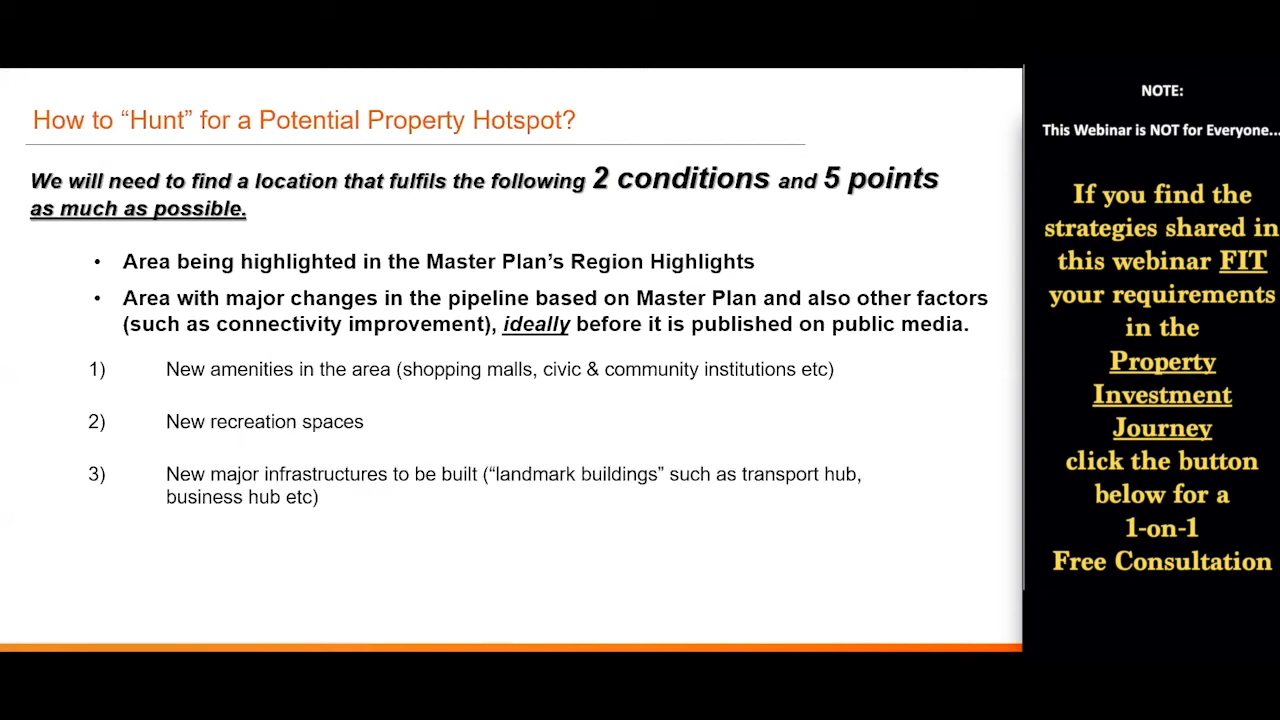 How to “Hunt” for a Potential Property Hotspot?
We will need to find a location that fulfils the following 2 conditions and 5 points
as much as possible.
• Area being highlighted in the Master Plan’s Region Highlights
• Area with major changes in the pipeline based on Master Plan and also other factors
(such as connectivity improvement), ideally before it is published on public media.
1) New amenities in the area (shopping malls, civic & community institutions etc)
2) New recreation spaces
3) New major infrastructures to be built (“landmark buildings” such as transport hub,
business hub etc)
NOTE:
This Webinar is NOT for Everyone...
If you find the
strategies shared in
this webinar FIT
your requirements
in the
Property
Investment
Journey
click the button
below for a
1-on-1
Free Consultation